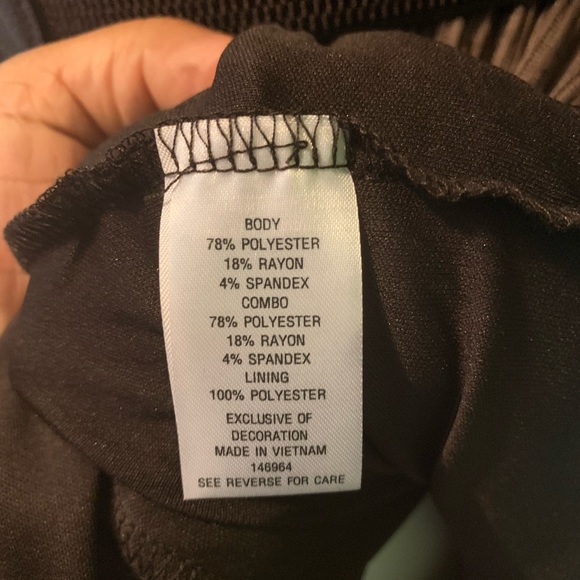 BODY
78% POLYESTER
18% RAYON
4% SPANDEX
COMBO
78% POLYESTER
18% RAYON
4% SPANDEX
LINING
100% POLYESTER
EXCLUSIVE OF
DECORATION
MADE IN VIETNAM
146964
SEE REVERSE FOR CARE